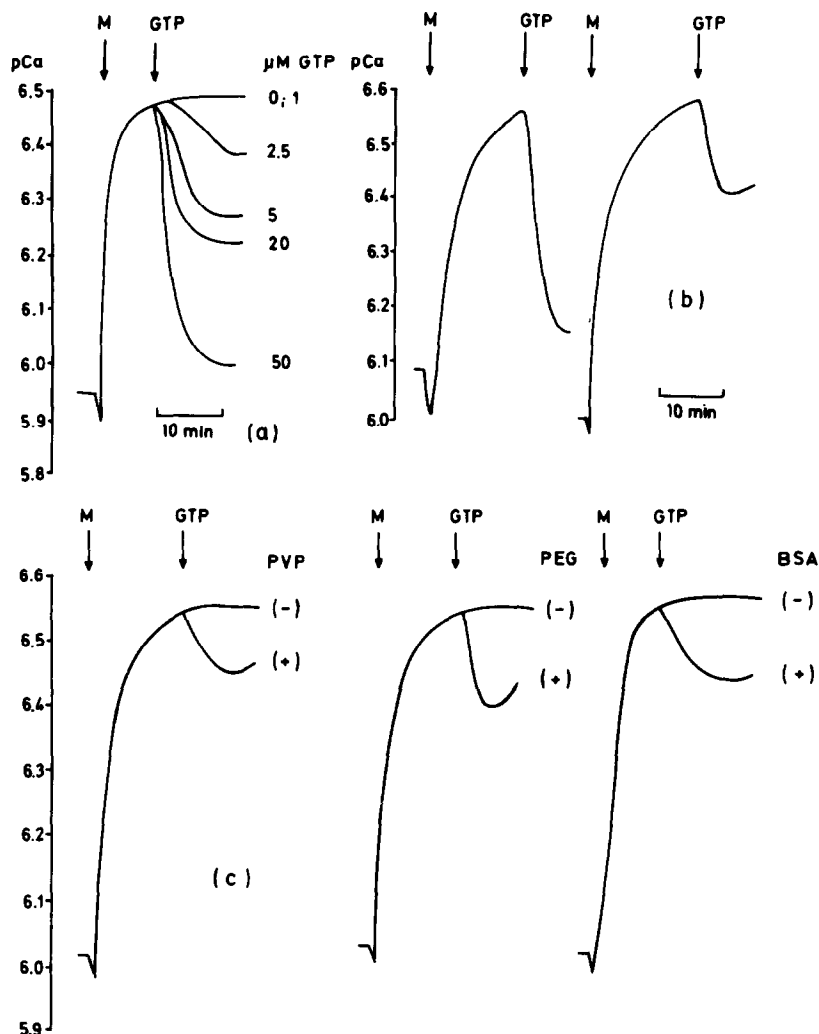 M GTP
pCa μM GTP
6.5
0; 1
6.4
2.5
6.3
5
20
6.2
6.1
6.0
50
5.9
10 min
(a)
5.8
M GTP M GTP
pCa
6.6
6.5
6.4
6.3
(b)
6.2
6.1
10 min
6.0
M GTP M GTP M GTP
PVP PEG BSA
6.6
(-) (-) (-)
6.5
(+) (+) (+)
6.4
6.3
6.2
(c)
6.1
6.0
5.9